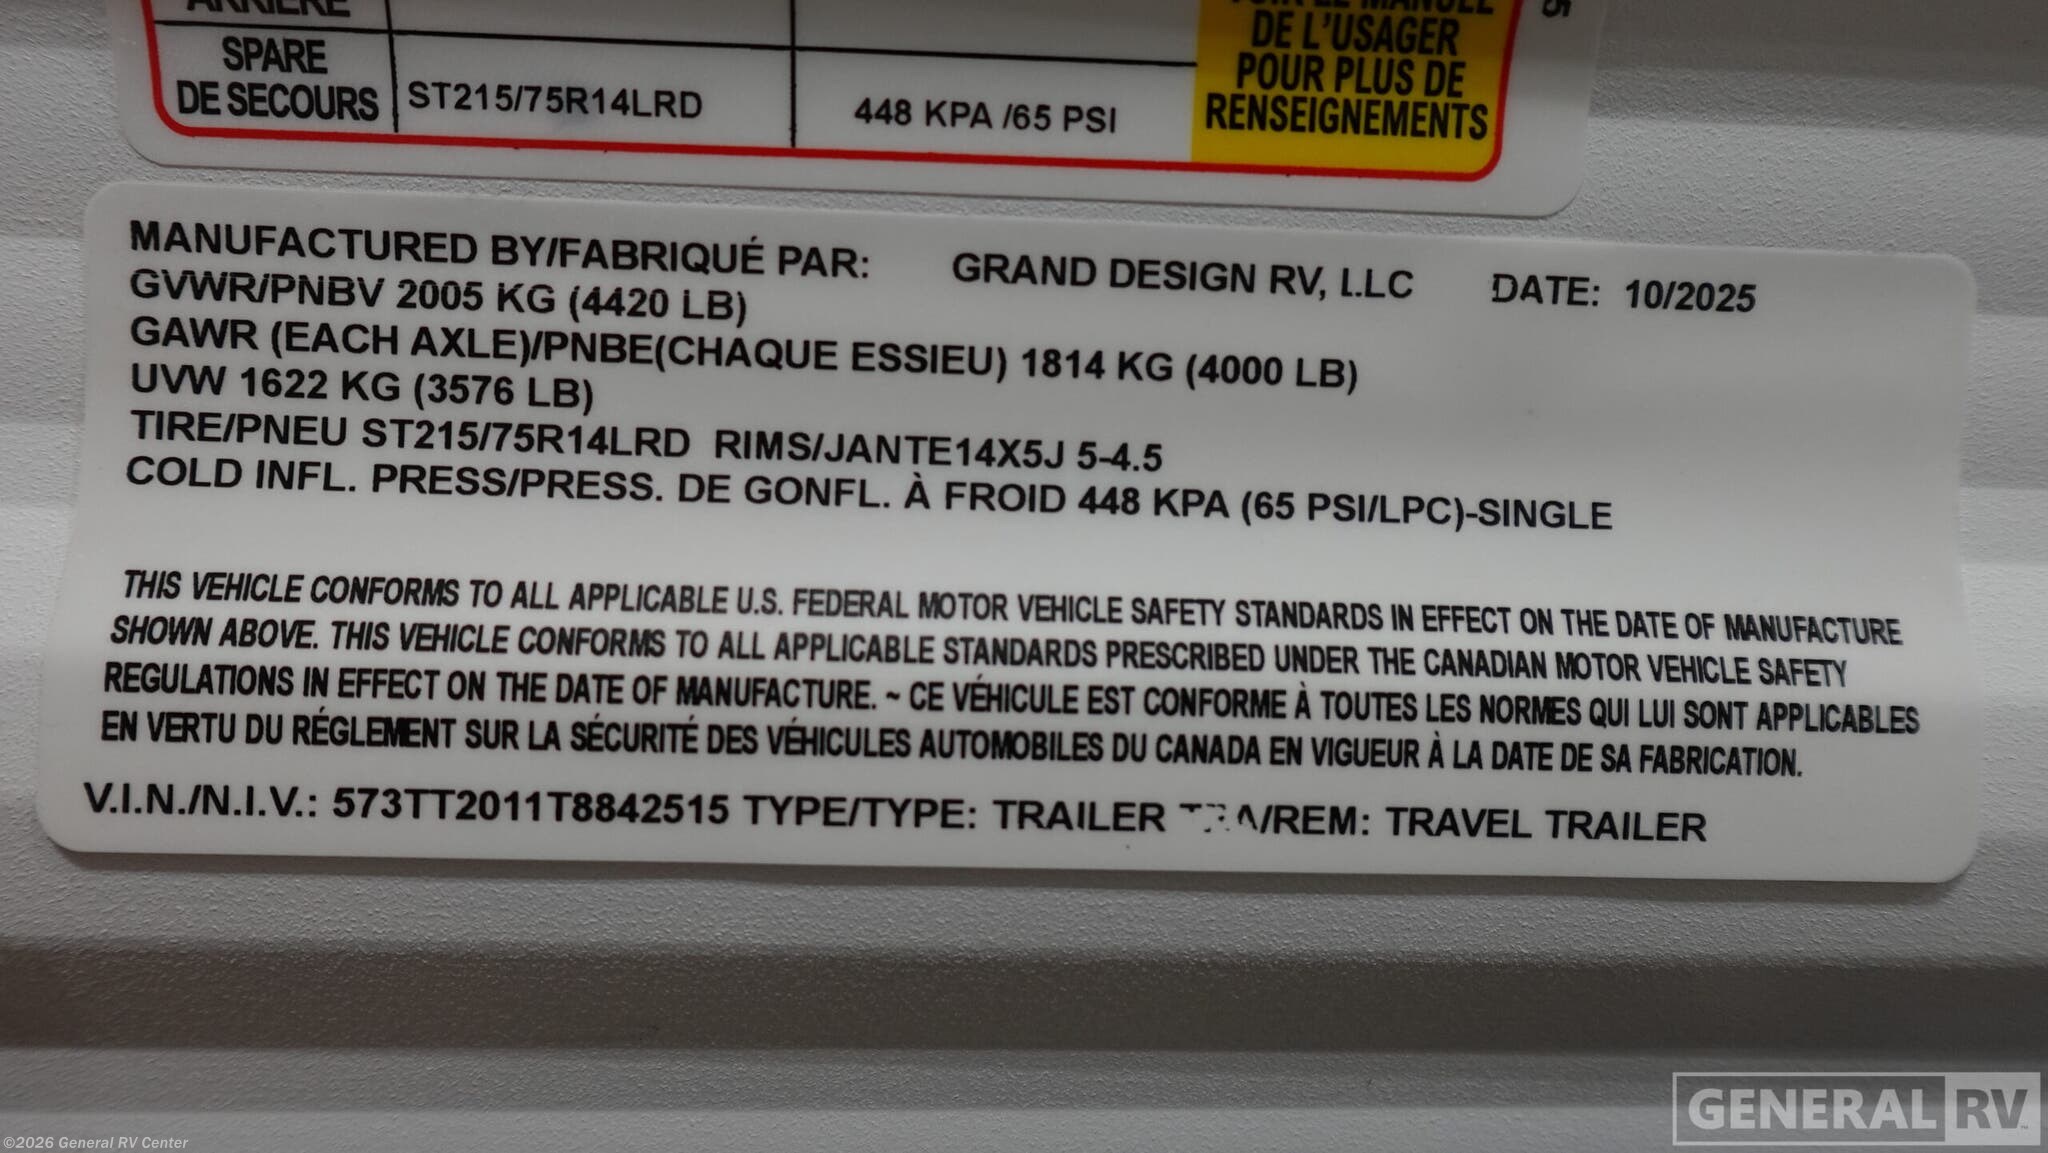 ARRIÈRE
SPARE
DE SECOURS
ST215/75R14LRD
448 KPA /65 PSI
VOIR LE MANUEL
DE L'USAGER
POUR PLUS DE
RENSEIGNEMENTS
5
MANUFACTURED BY/FABRIQUÉ PAR: GRAND DESIGN RV, LLC DATE: 10/2025
GVWR/PNBV 2005 KG (4420 LB)
GAWR (EACH AXLE)/PNBE(CHAQUE ESSIEU) 1814 KG (4000 LB)
UVW 1622 KG (3576 LB)
TIRE/PNEU ST215/75R14LRD RIMS/JANTE14X5J 5-4.5
COLD INFL. PRESS/PRESS. DE GONFL. À FROID 448 KPA (65 PSI/LPC)-SINGLE
THIS VEHICLE CONFORMS TO ALL APPLICABLE U.S. FEDERAL MOTOR VEHICLE SAFETY STANDARDS IN EFFECT ON THE DATE OF MANUFACTURE
SHOWN ABOVE. THIS VEHICLE CONFORMS TO ALL APPLICABLE STANDARDS PRESCRIBED UNDER THE CANADIAN MOTOR VEHICLE SAFETY
REGULATIONS IN EFFECT ON THE DATE OF MANUFACTURE. ~ CE VÉHICULE EST CONFORME À TOUTES LES NORMES QUI LUI SONT APPLICABLES
EN VERTU DU RÉGLEMENT SUR LA SÉCURITÉ DES VÉHICULES AUTOMOBILES DU CANADA EN VIGUEUR À LA DATE DE SA FABRICATION.
V.I.N./N.I.V.: 573TT2011T8842515 TYPE/TYPE: TRAILER TRA/REM: TRAVEL TRAILER
GENERAL RV
©2026 General RV Center